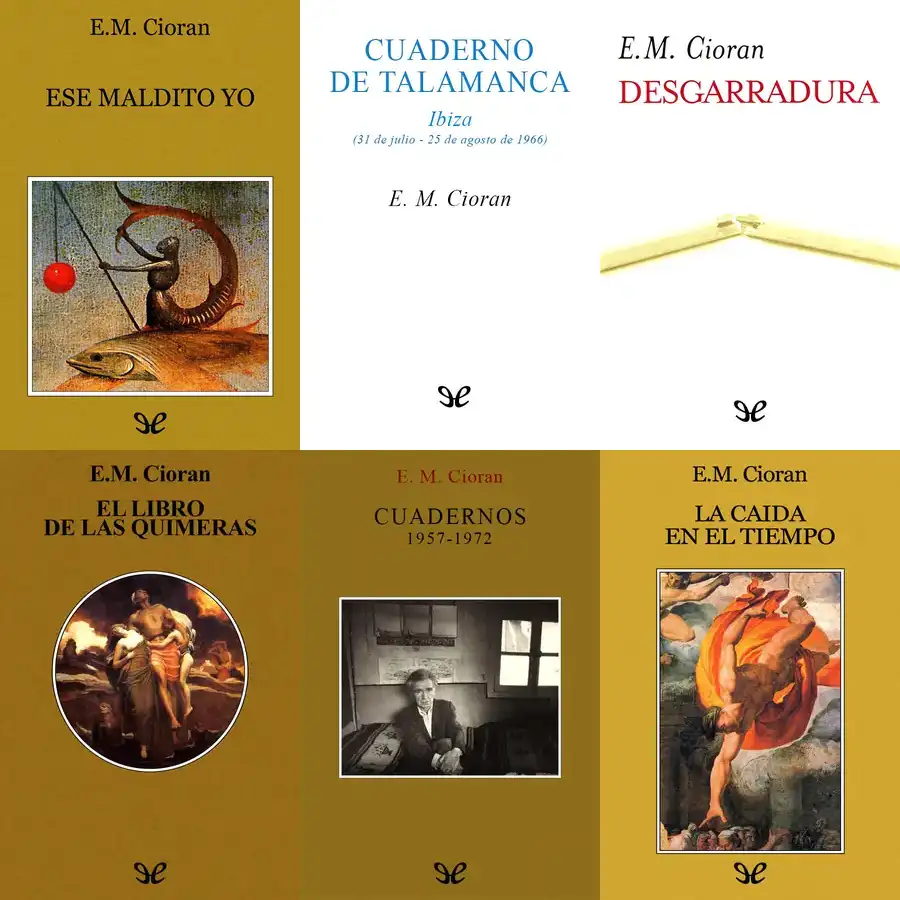 E.M. Cioran
ESE MALDITO YO
CUADERNO
DE TALAMANCA
Ibiza
(31 de julio - 25 de agosto de 1966)
E. M. Cioran
E.M. Cioran
DESGARRADURA
E.M. Cioran
EL LIBRO
DE LAS QUIMERAS
E. M. Cioran
CUADERNOS
1957-1972
E.M. Cioran
LA CAIDA
EN EL TIEMPO